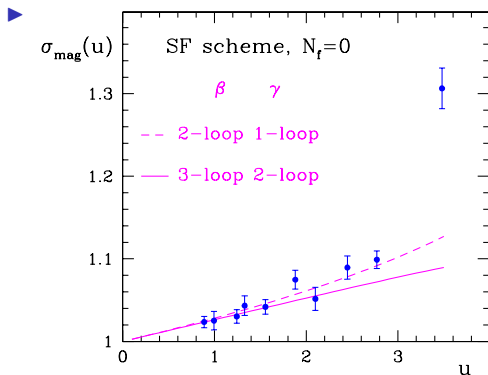 σmag(u) SF scheme, Nf=0
β γ
1.3
2-loop 1-loop
1.2
3-loop 2-loop
1.1
1
0 1 2 3
u